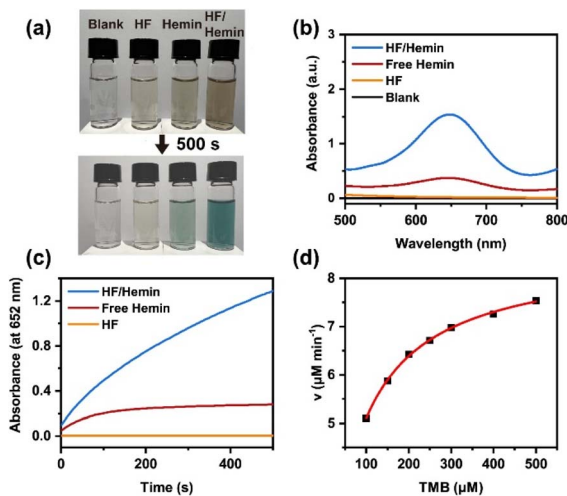 (a)
Blank HF Hemin HF/
Hemin
500 s
(b)
HF/Hemin
Free Hemin
HF
Blank
Absorbance (a.u.)
3
2
1
0
500 600 700 800
Wavelength (nm)
(c)
HF/Hemin
Free Hemin
HF
Absorbance (at 652 nm)
1.2
0.8
0.4
0.0
0 200 400
Time (s)
(d)
v (μM min⁻¹)
8
7
6
5
100 200 300 400 500
TMB (μM)